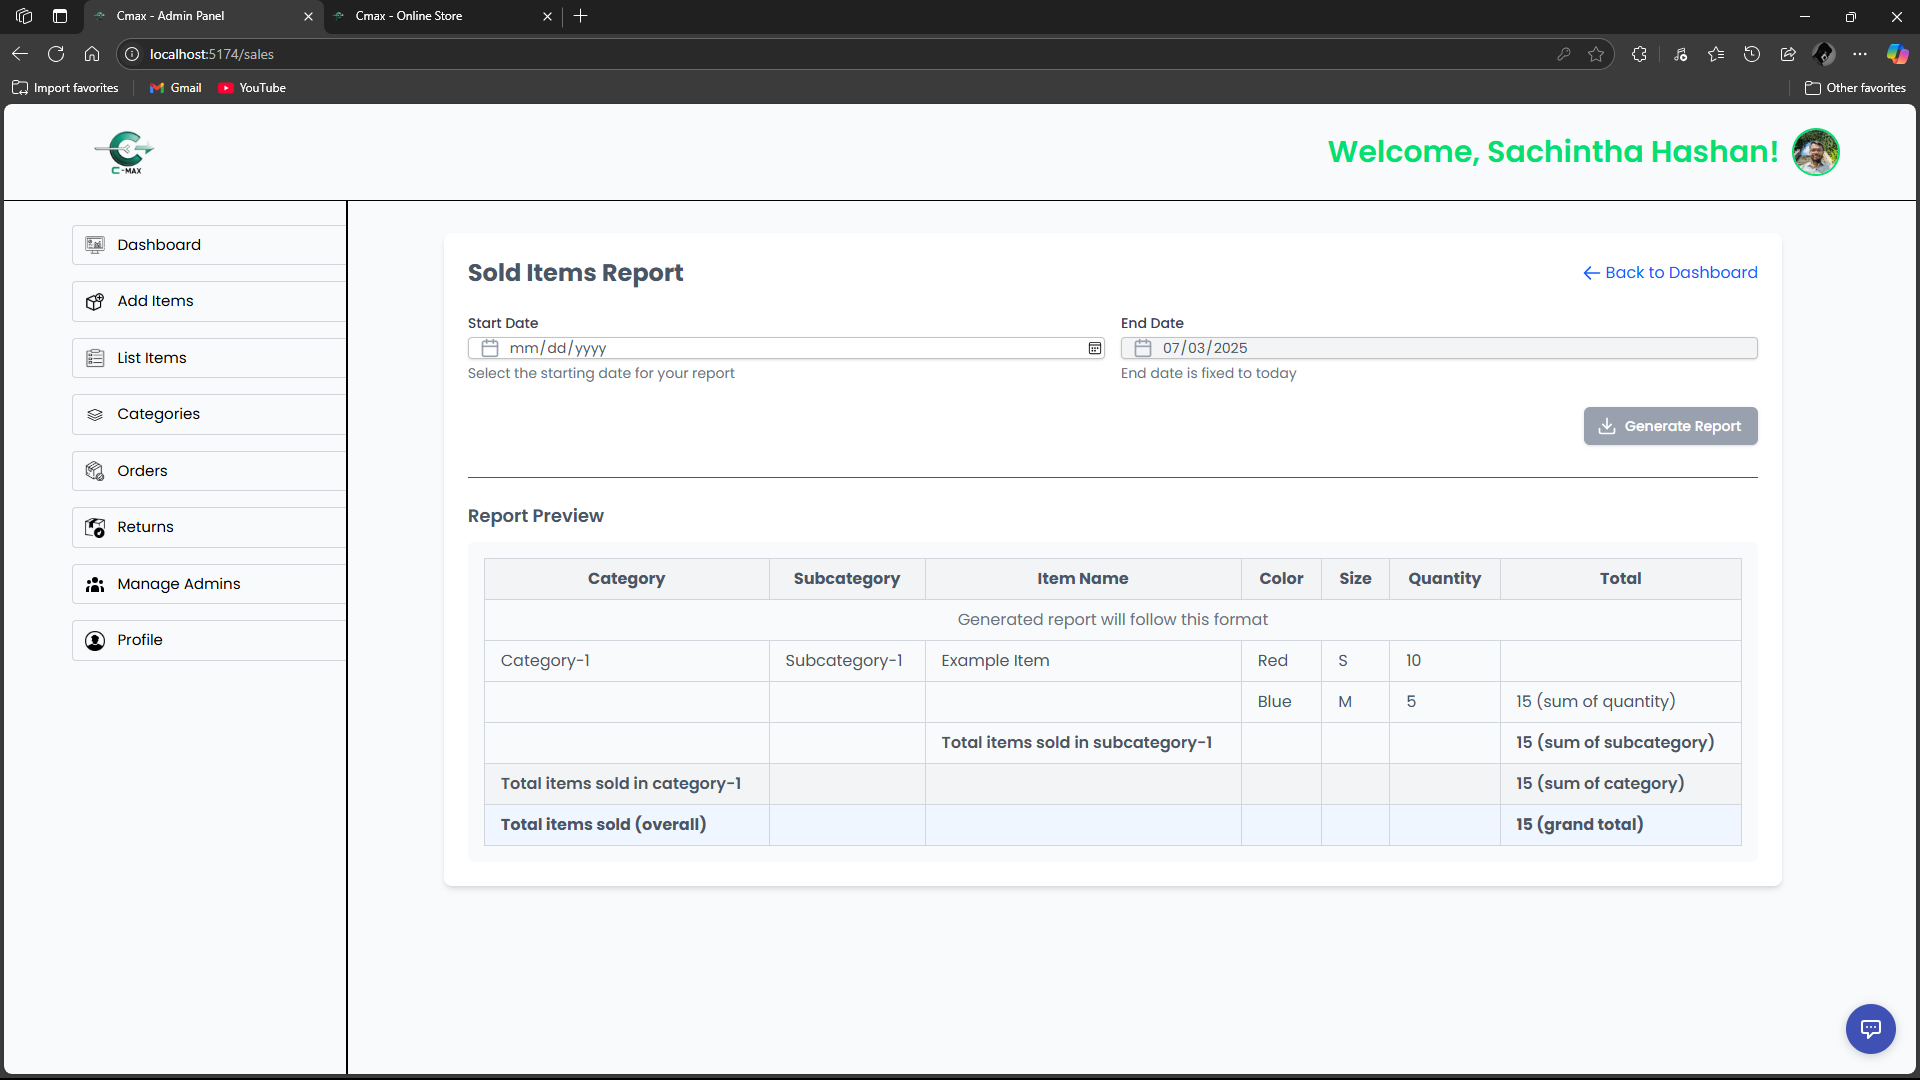 Cmax - Admin Panel
Cmax - Online Store
localhost:5174/sales
Import favorites
Gmail
YouTube
Other favorites
C-MAX
Welcome, Sachintha Hashan!
Dashboard
Add Items
List Items
Categories
Orders
Returns
Manage Admins
Profile
Sold Items Report
Back to Dashboard
Start Date
End Date
mm/dd/yyyy
07/03/2025
Select the starting date for your report
End date is fixed to today
Generate Report
Report Preview
Category Subcategory Item Name Color Size Quantity Total
Generated report will follow this format
Category-1 Subcategory-1 Example Item Red S 10
Blue M 5 15 (sum of quantity)
Total items sold in subcategory-1 15 (sum of subcategory)
Total items sold in category-1 15 (sum of category)
Total items sold (overall) 15 (grand total)